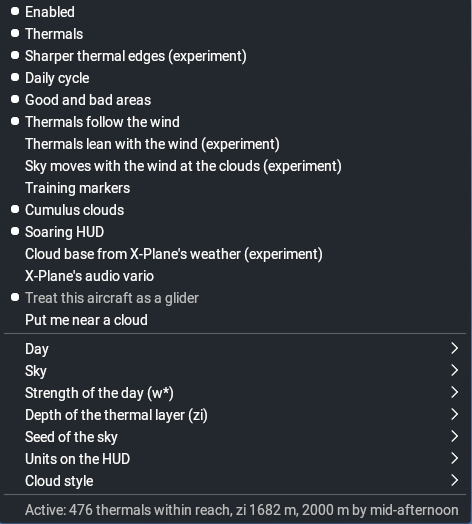 Enabled
Thermals
Sharper thermal edges (experiment)
Daily cycle
Good and bad areas
Thermals follow the wind
Thermals lean with the wind (experiment)
Sky moves with the wind at the clouds (experiment)
Training markers
Cumulus clouds
Soaring HUD
Cloud base from X-Plane's weather (experiment)
X-Plane's audio vario
Treat this aircraft as a glider
Put me near a cloud
Day
Sky
Strength of the day (w*)
Depth of the thermal layer (zi)
Seed of the sky
Units on the HUD
Cloud style
Active: 476 thermals within reach, zi 1682 m, 2000 m by mid-afternoon